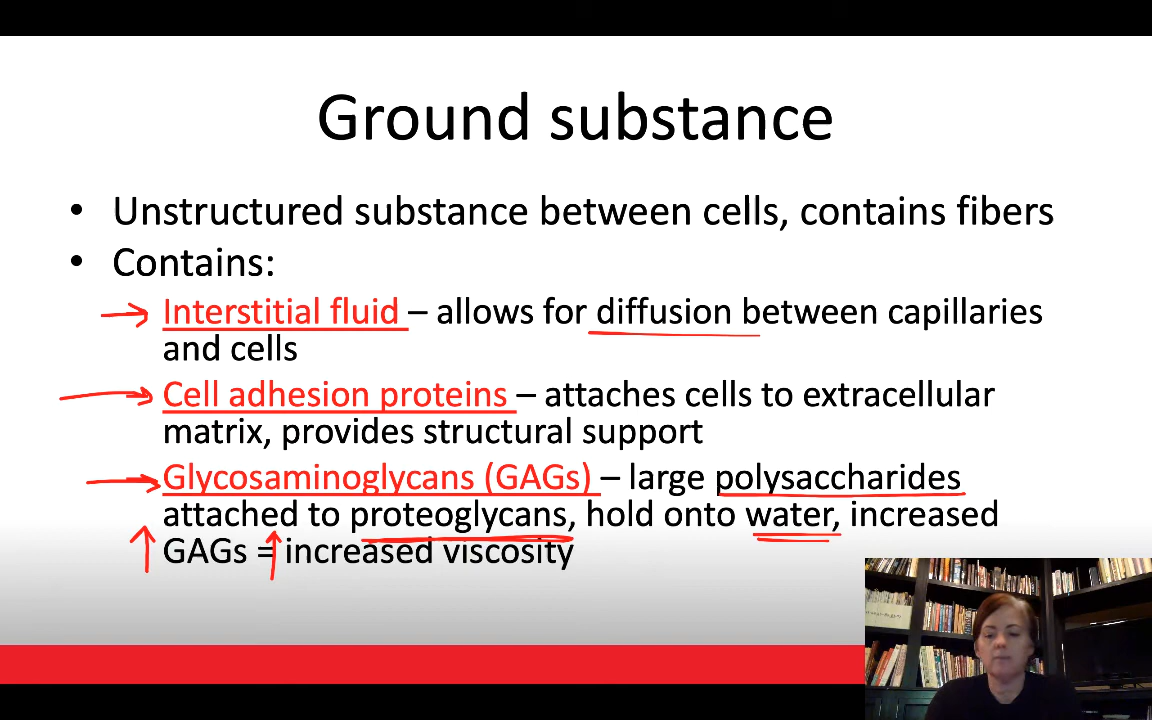 Ground substance
• Unstructured substance between cells, contains fibers
• Contains:
Interstitial fluid – allows for diffusion between capillaries
and cells
Cell adhesion proteins – attaches cells to extracellular
matrix, provides structural support
Glycosaminoglycans (GAGs) – large polysaccharides
attached to proteoglycans, hold onto water, increased
GAGs = increased viscosity